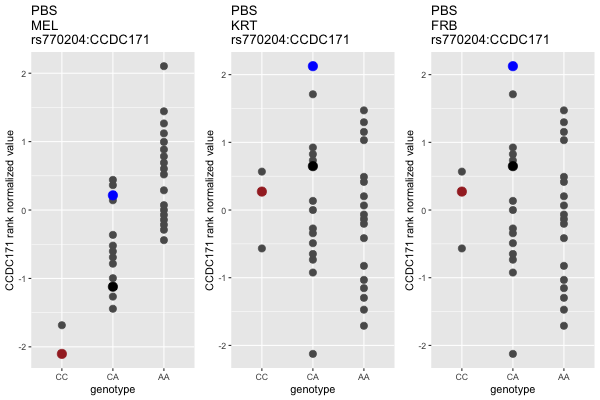 PBS
MEL
rs770204:CCDC171
CCDC171 rank normalized value
2
1
0
-1
-2
CC CA AA
genotype
PBS
KRT
rs770204:CCDC171
CCDC171 rank normalized value
2
1
0
-1
-2
CC CA AA
genotype
PBS
FRB
rs770204:CCDC171
CCDC171 rank normalized value
2
1
0
-1
-2
CC CA AA
genotype